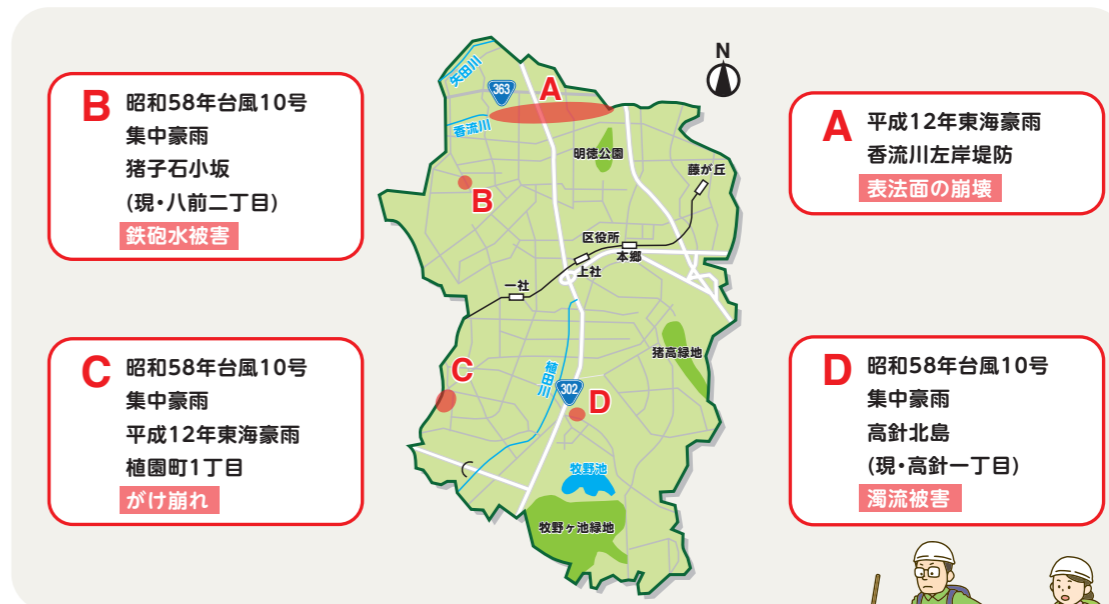 B
昭和58年台風10号
集中豪雨
猪子石小坂
(現・八前二丁目)
鉄砲水被害
C
昭和58年台風10号
集中豪雨
平成12年東海豪雨
植園町1丁目
がけ崩れ
N
矢田川
363
A
香流川
明徳公園
藤が丘
B
区役所
本郷
上社
一社
猪高緑地
植田川
C
302
D
牧野池
牧野ヶ池緑地
A
平成12年東海豪雨
香流川左岸堤防
表法面の崩壊
D
昭和58年台風10号
集中豪雨
高針北島
(現・高針一丁目)
濁流被害